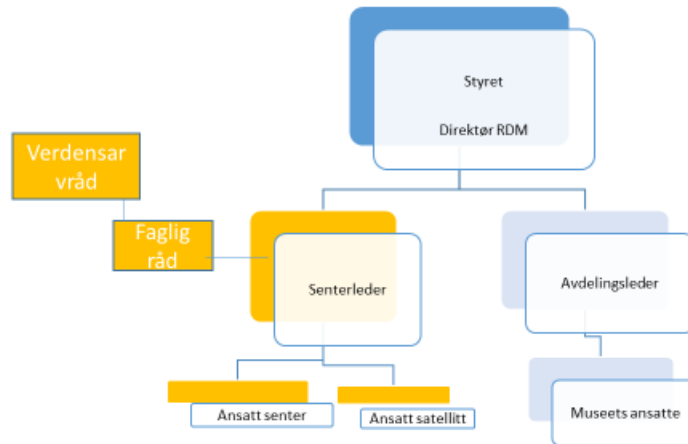 Styret
Direktør RDM
Verdensar
vråd
Faglig
råd
Senterleder
Avdelingsleder
Ansatt senter
Ansatt satellitt
Museets ansatte